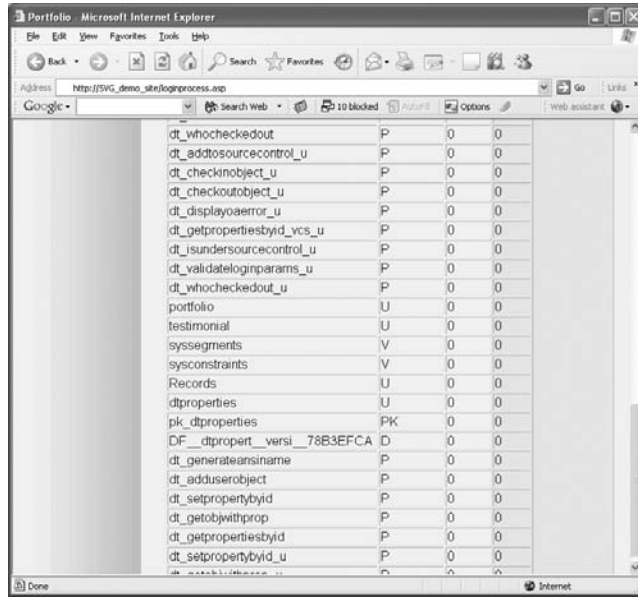 Portfolio - Microsoft Internet Explorer
File Edit View Favorites Tools Help
Back Search Favorites
Address http://SVG_demo_site/loginprocess.asp Go Links »
Google Search Web 10 blocked AutoFill Options Web assistant
dt_whocheckedout P 0 0
dt_addtosourcecontrol_u P 0 0
dt_checkinobject_u P 0 0
dt_checkoutobject_u P 0 0
dt_displayoaerror_u P 0 0
dt_getpropertiesbyid_vcs_u P 0 0
dt_isundersourcecontrol_u P 0 0
dt_validateloginparams_u P 0 0
dt_whocheckedout_u P 0 0
portfolio U 0 0
testimonial U 0 0
syssegments V 0 0
sysconstraints V 0 0
Records U 0 0
dtproperties U 0 0
pk_dtproperties PK 0 0
DF__dtpropert__versi__78B3EFCA D 0 0
dt_generateansiname P 0 0
dt_adduserobject P 0 0
dt_setpropertybyid P 0 0
dt_getobjwithprop P 0 0
dt_getpropertiesbyid P 0 0
dt_setpropertybyid_u P 0 0
Done Internet